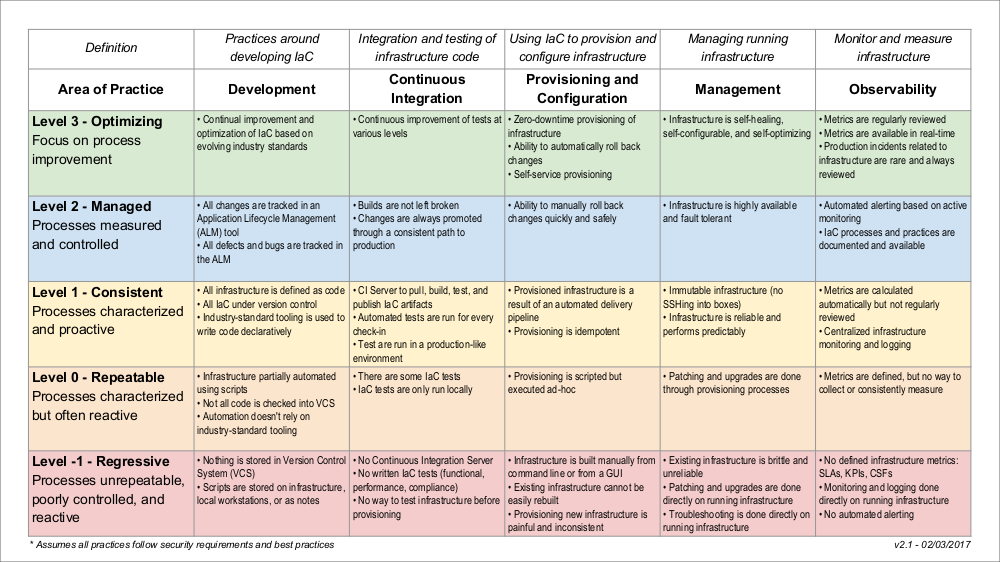 Definition
Practices around
developing IaC
Integration and testing of
infrastructure code
Using IaC to provision and
configure infrastructure
Managing running
infrastructure
Monitor and measure
infrastructure
Area of Practice
Development
Continuous
Integration
Provisioning and
Configuration
Management
Observability
Level 3 - Optimizing
Focus on process
improvement
• Continual improvement and
optimization of IaC based on
evolving industry standards
• Continuous improvement of tests at
various levels
• Zero-downtime provisioning of
infrastructure
• Ability to automatically roll back
changes
• Self-service provisioning
• Infrastructure is self-healing,
self-configurable, and self-optimizing
• Metrics are regularly reviewed
• Metrics are available in real-time
• Production incidents related to
infrastructure are rare and always
reviewed
Level 2 - Managed
Processes measured
and controlled
• All changes are tracked in an
Application Lifecycle Management
(ALM) tool
• All defects and bugs are tracked in
the ALM
• Builds are not left broken
• Changes are always promoted
through a consistent path to
production
• Ability to manually roll back
changes quickly and safely
• Infrastructure is highly available
and fault tolerant
• Automated alerting based on active
monitoring
• IaC processes and practices are
documented and available
Level 1 - Consistent
Processes characterized
and proactive
• All infrastructure is defined as code
• All IaC under version control
• Industry-standard tooling is used to
write code declaratively
• CI Server to pull, build, test, and
publish IaC artifacts
• Automated tests are run for every
check-in
• Test are run in a production-like
environment
• Provisioned infrastructure is a
result of an automated delivery
pipeline
• Provisioning is idempotent
• Immutable infrastructure (no
SSHing into boxes)
• Infrastructure is reliable and
performs predictably
• Metrics are calculated
automatically but not regularly
reviewed
• Centralized infrastructure
monitoring and logging
Level 0 - Repeatable
Processes characterized
but often reactive
• Infrastructure partially automated
using scripts
• Not all code is checked into VCS
• Automation doesn't rely on
industry-standard tooling
• There are some IaC tests
• IaC tests are only run locally
• Provisioning is scripted but
executed ad-hoc
• Patching and upgrades are done
through provisioning processes
• Metrics are defined, but no way to
collect or consistently measure
Level -1 - Regressive
Processes unrepeatable,
poorly controlled, and
reactive
• Nothing is stored in Version Control
System (VCS)
• Scripts are stored on infrastructure,
local workstations, or as notes
• No Continuous Integration Server
• No written IaC tests (functional,
performance, compliance)
• No way to test infrastructure before
provisioning
• Infrastructure is built manually from
command line or from a GUI
• Existing infrastructure cannot be
easily rebuilt
• Provisioning new infrastructure is
painful and inconsistent
• Existing infrastructure is brittle and
unreliable
• Patching and upgrades are done
directly on running infrastructure
• Troubleshooting is done directly on
running infrastructure
• No defined infrastructure metrics:
SLAs, KPIs, CSFs
• Monitoring and logging done
directly on running infrastructure
• No automated alerting
* Assumes all practices follow security requirements and best practices
v2.1 - 02/03/2017